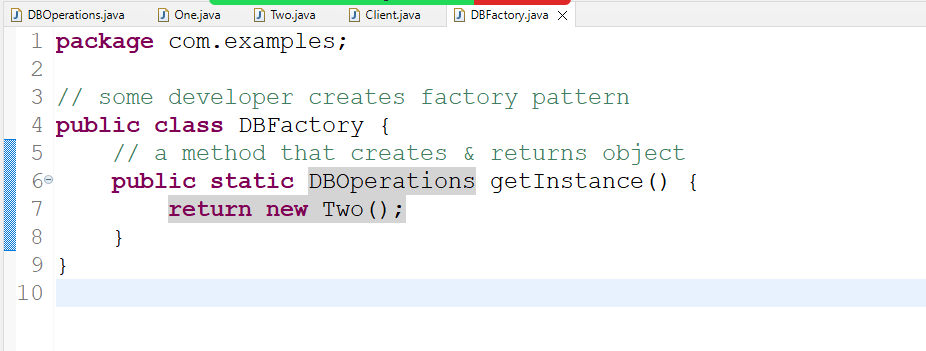 DBOperations.java One.java Two.java Client.java DBFactory.java
1 package com.examples;
2
3 // some developer creates factory pattern
4 public class DBFactory {
5 // a method that creates & returns object
6 public static DBOperations getInstance() {
7 return new Two();
8 }
9 }
10